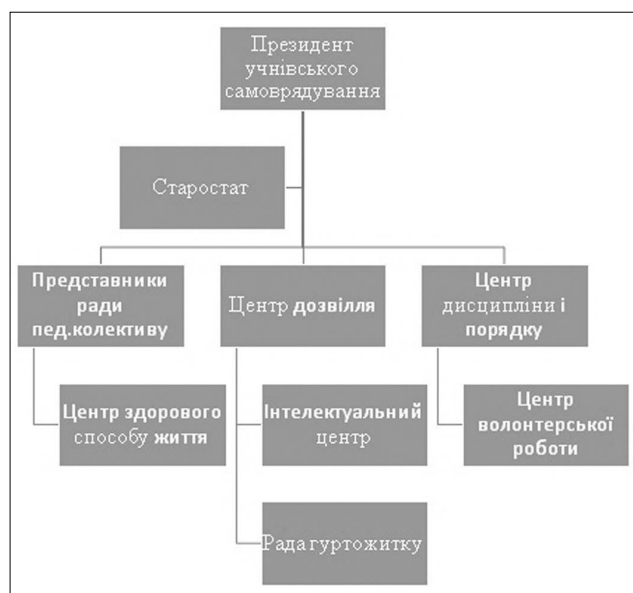 Президент
учнівського
самоврядування
Старостат
Представники
ради
пед.колективу
Центр дозвілля
Центр
дисципліни і
порядку
Центр здорового
способу життя
Інтелектуальний
центр
Центр
волонтерської
роботи
Рада гуртожитку